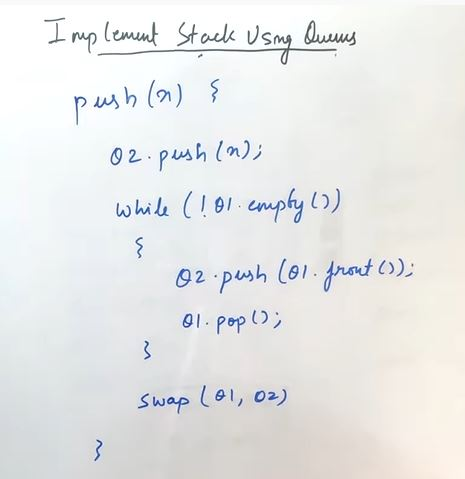 Implement Stack Using Queues
push(x) {
Q2.push(x);
while (!Q1.empty())
{
Q2.push(Q1.front());
Q1.pop();
}
swap(Q1, Q2)
}